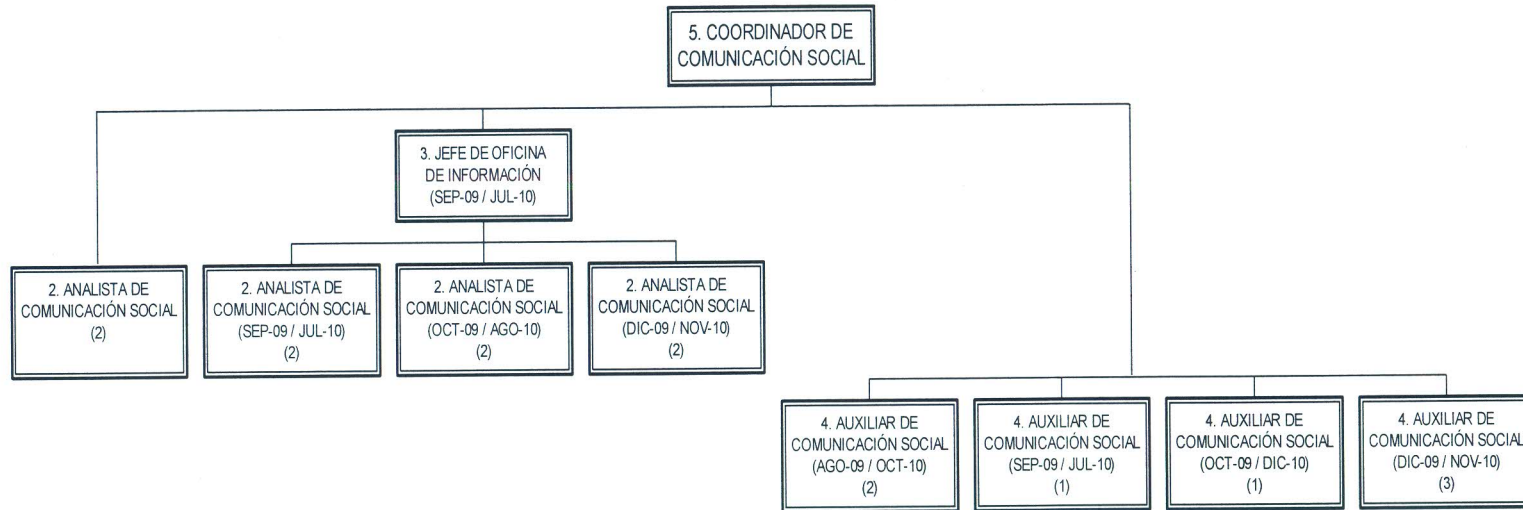 5. COORDINADOR DE
COMUNICACIÓN SOCIAL
3. JEFE DE OFICINA
DE INFORMACIÓN
(SEP-09 / JUL-10)
2. ANALISTA DE
COMUNICACIÓN SOCIAL
(2)
2. ANALISTA DE
COMUNICACIÓN SOCIAL
(SEP-09 / JUL-10)
(2)
2. ANALISTA DE
COMUNICACIÓN SOCIAL
(OCT-09 / AGO-10)
(2)
2. ANALISTA DE
COMUNICACIÓN SOCIAL
(DIC-09 / NOV-10)
(2)
4. AUXILIAR DE
COMUNICACIÓN SOCIAL
(AGO-09 / OCT-10)
(2)
4. AUXILIAR DE
COMUNICACIÓN SOCIAL
(SEP-09 / JUL-10)
(1)
4. AUXILIAR DE
COMUNICACIÓN SOCIAL
(OCT-09 / DIC-10)
(1)
4. AUXILIAR DE
COMUNICACIÓN SOCIAL
(DIC-09 / NOV-10)
(3)